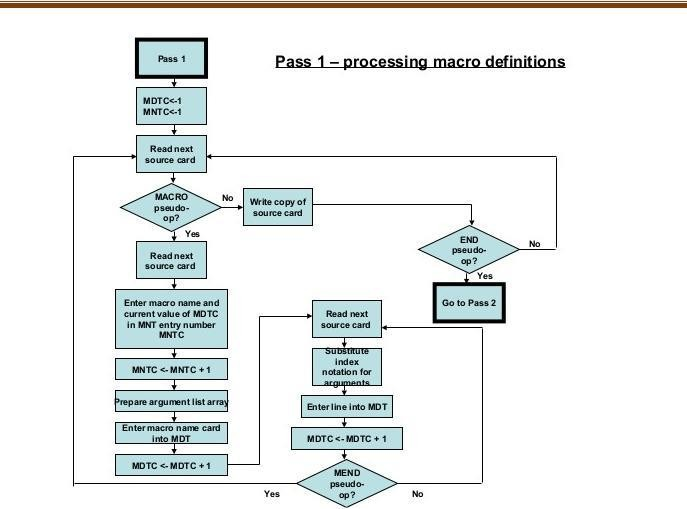 Pass 1 – processing macro definitions
Pass 1
MDTC<-1
MNTC<-1
Read next
source card
MACRO
pseudo-
op?
No
Write copy of
source card
Yes
END
pseudo-
op?
No
Yes
Go to Pass 2
Read next
source card
Enter macro name and
current value of MDTC
in MNT entry number
MNTC
MNTC <- MNTC + 1
Prepare argument list array
Enter macro name card
into MDT
MDTC <- MDTC + 1
Read next
source card
Substitute
index
notation for
arguments
Enter line into MDT
MDTC <- MDTC + 1
MEND
pseudo-
op?
Yes
No